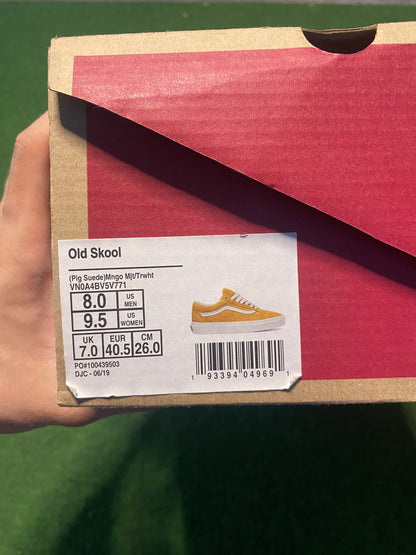 Old Skool
(Pig Suede)Mngo Mjt/Trwht
VN0A4BV5V771
8.0 US MEN
9.5 US WOMEN
UK EUR CM
7.0 40.5 26.0
PO#100439503
DJC - 06/19
1 93394 04969 1